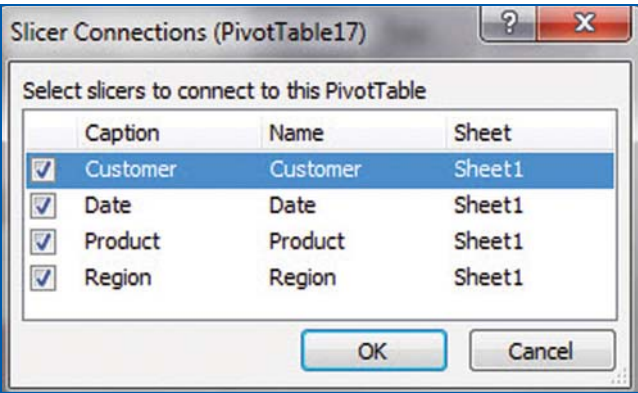 Slicer Connections (PivotTable17)
? X
Select slicers to connect to this PivotTable
Caption Name Sheet
Customer Customer Sheet1
Date Date Sheet1
Product Product Sheet1
Region Region Sheet1
OK Cancel